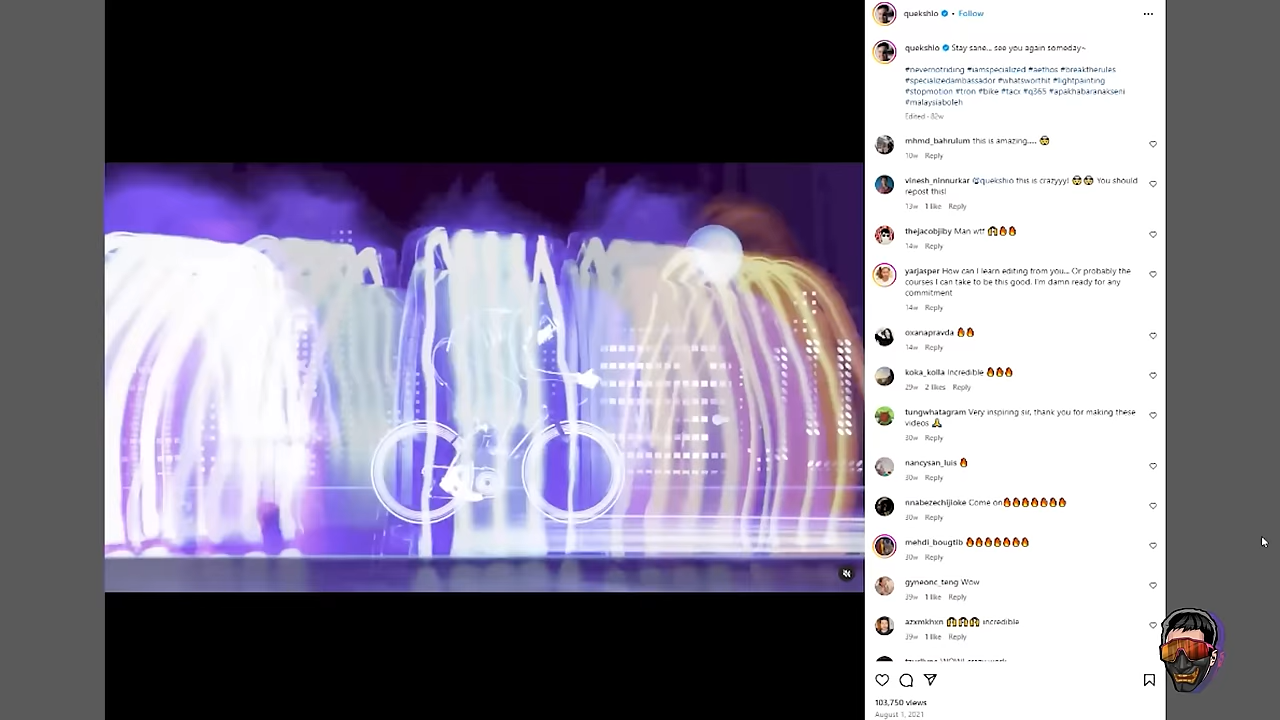 quekshio • Follow
quekshio Stay sane... see you again someday~
#nevernotriding #iamspecialized #aethos #breaktherules
#specializedambassador #whatsworthit #lightpainting
#stopmotion #tron #bike #tacx #q365 #apakhabaranakseni
#malaysiaboleh
Edited · 82w
mhmd_bahrulum this is amazing.....
10w Reply
vinesh_ninnurkar @quekshio this is crazyyy! You should
repost this!
13w 1 like Reply
thejacobjiby Man wtf
14w Reply
yarjasper How can I learn editing from you... Or probably the
courses I can take to be this good. I'm damn ready for any
commitment
14w Reply
oxanapravda
14w Reply
koka_kolla Incredible
29w 2 likes Reply
tungwhatagram Very inspiring sir, thank you for making these
videos
30w Reply
nancysan_luis
30w Reply
nnabezechijioke Come on
30w Reply
mehdi_bougtib
30w Reply
gyneonc_teng Wow
39w 1 like Reply
azxmkhxn incredible
39w 1 like Reply
103,750 views
August 1, 2021